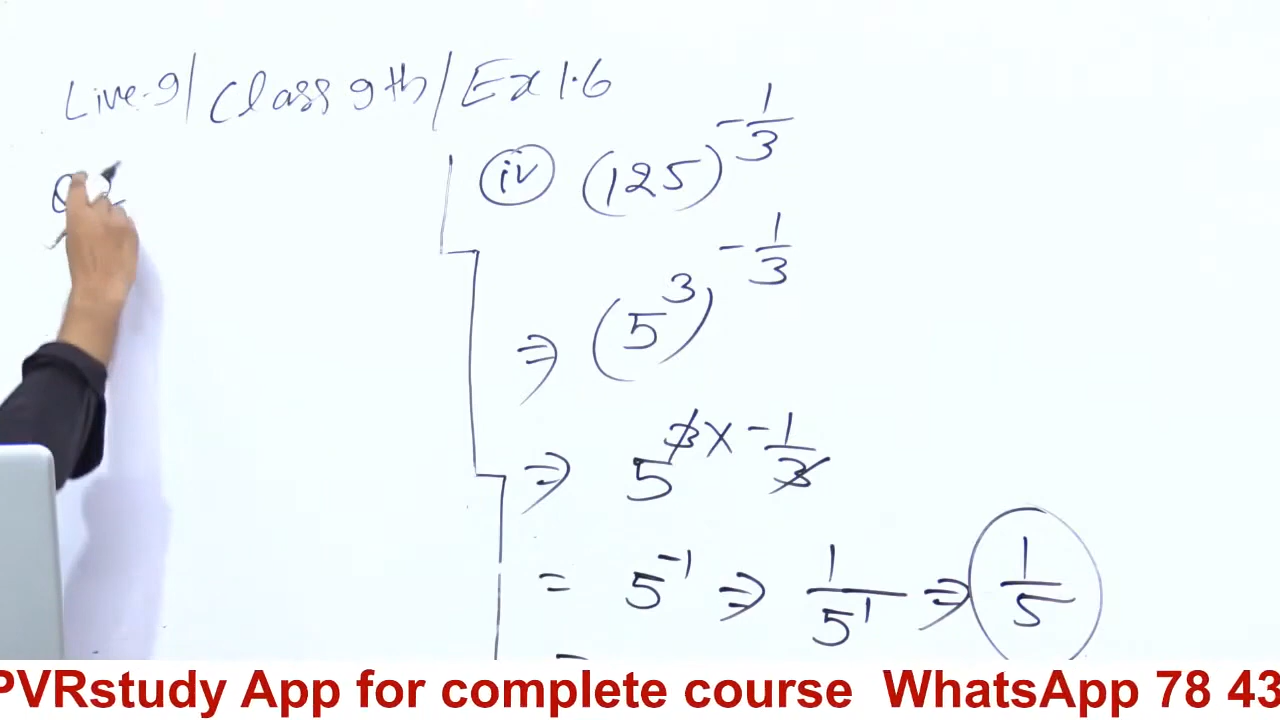 Live-9/ Class 9th/ Ex 1.6
(iv) (125)^-1/3
⇒ (5^3)^-1/3
⇒ 5^3 x -1/3
= 5^-1 ⇒ 1/5^1 ⇒ 1/5
PVRstudy App for complete course WhatsApp 78 43